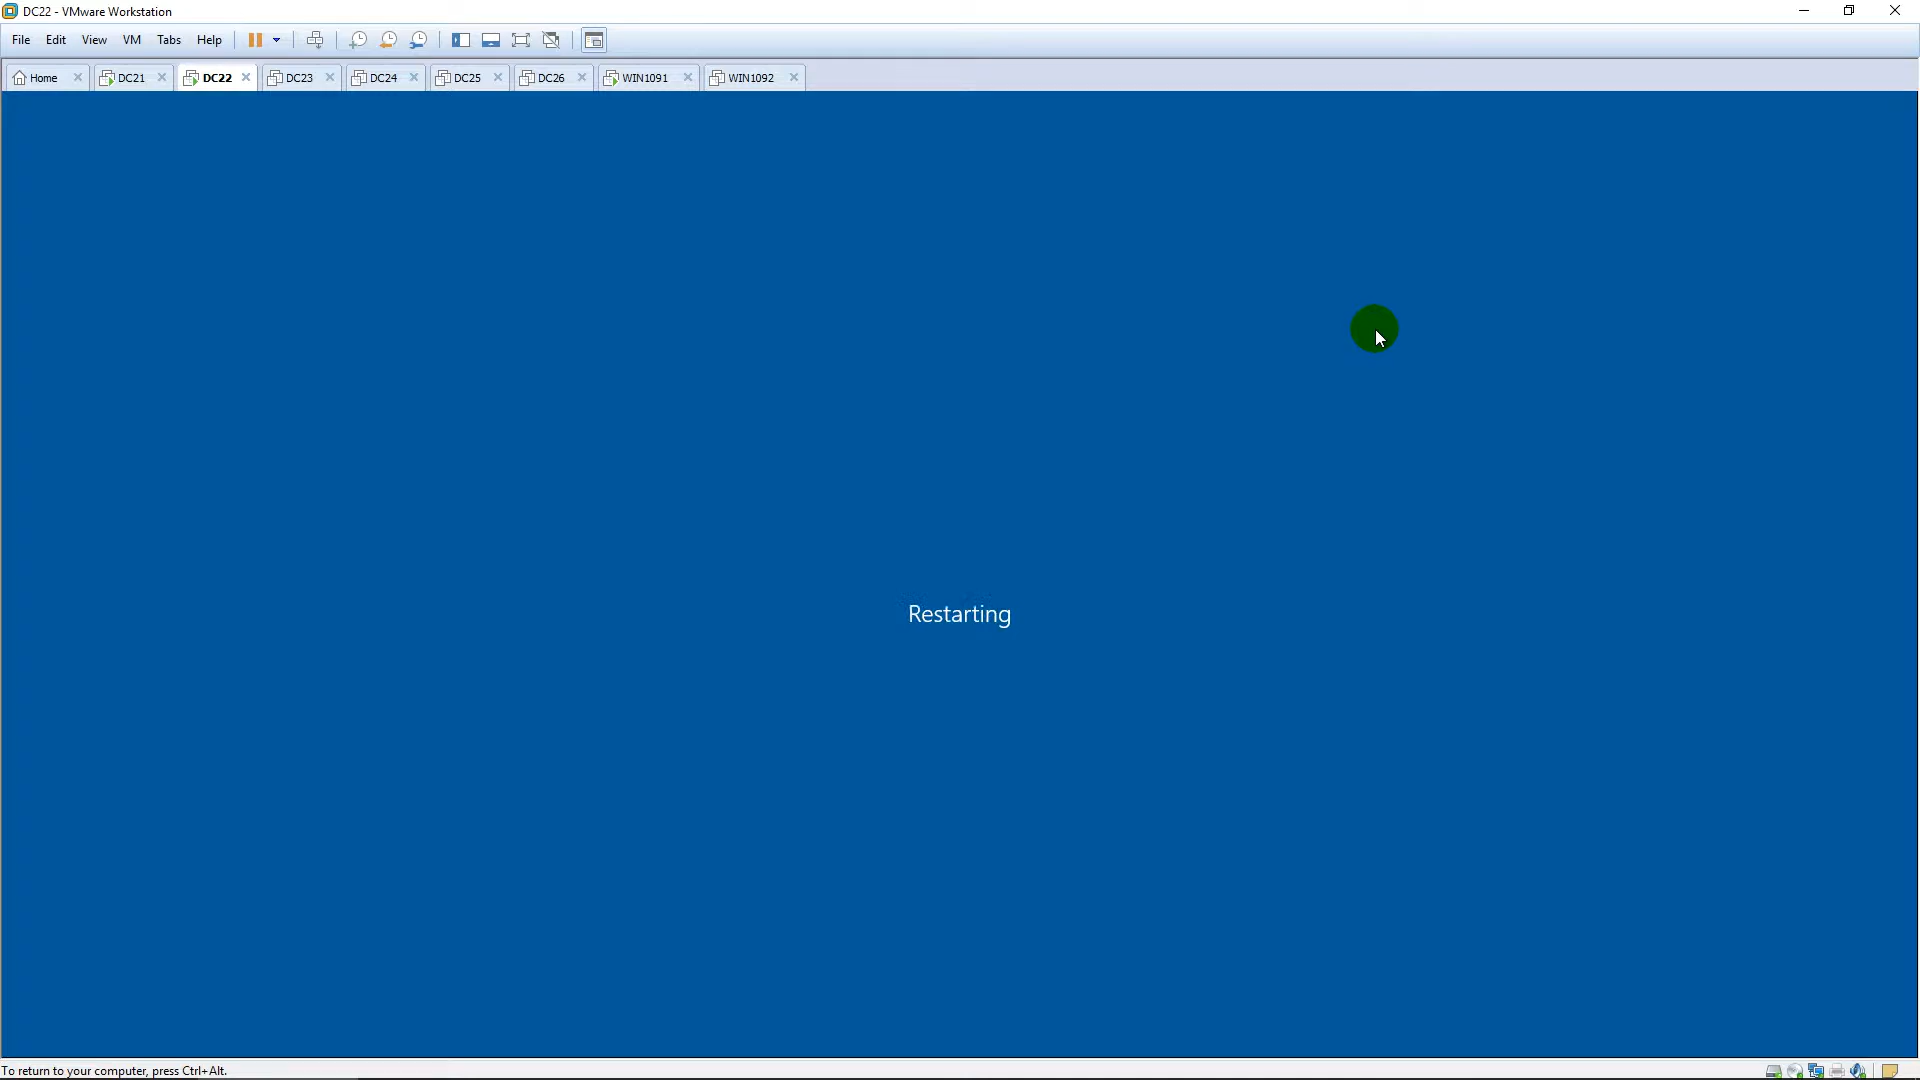 DC22 - VMware Workstation
File Edit View VM Tabs Help
Home DC21 DC22 DC23 DC24 DC25 DC26 WIN1091 WIN1092
Restarting
To return to your computer, press Ctrl+Alt.